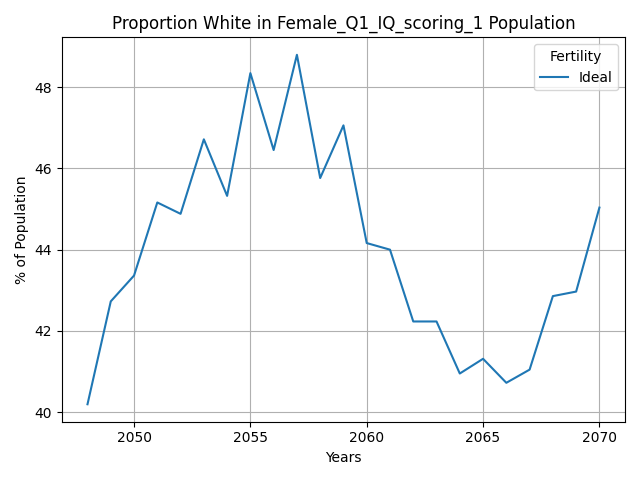 Proportion White in Female_Q1_IQ_scoring_1 Population
Fertility
Ideal
% of Population
48
46
44
42
40
2050 2055 2060 2065 2070
Years